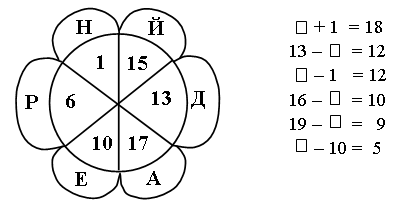 Н Й
1 15
Р 6 13 Д
10 17
Е А
□ + 1 = 18
13 – □ = 12
□ – 1 = 12
16 – □ = 10
19 – □ = 9
□ – 10 = 5